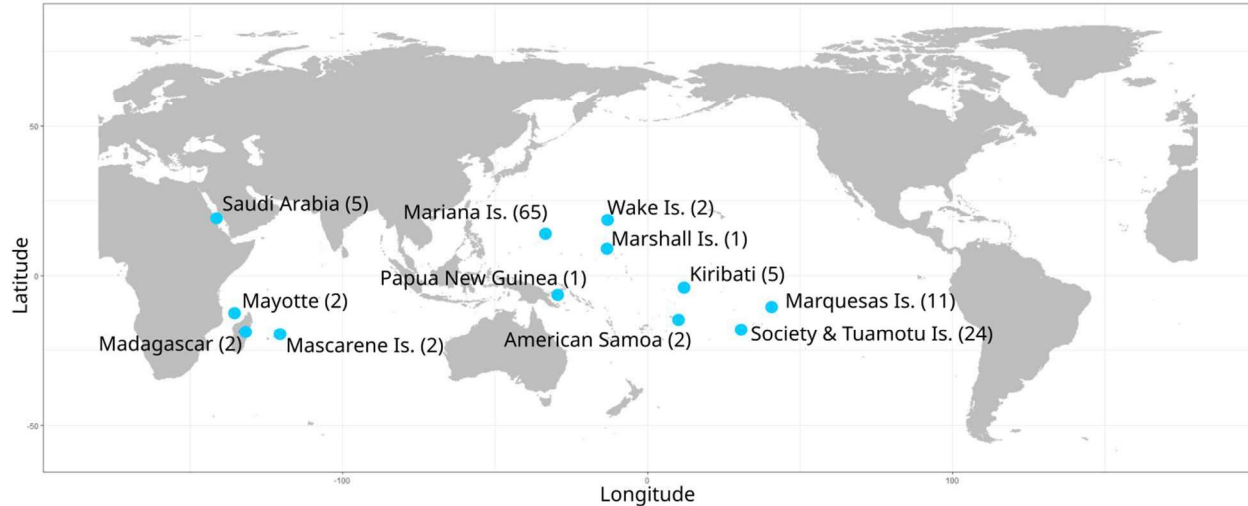 50
Saudi Arabia (5)
Mariana Is. (65)
Wake Is. (2)
Marshall Is. (1)
Latitude
0
Papua New Guinea (1)
Kiribati (5)
Mayotte (2)
Marquesas Is. (11)
Madagascar (2)
Mascarene Is. (2)
American Samoa (2)
Society & Tuamotu Is. (24)
-50
-100
0
100
Longitude